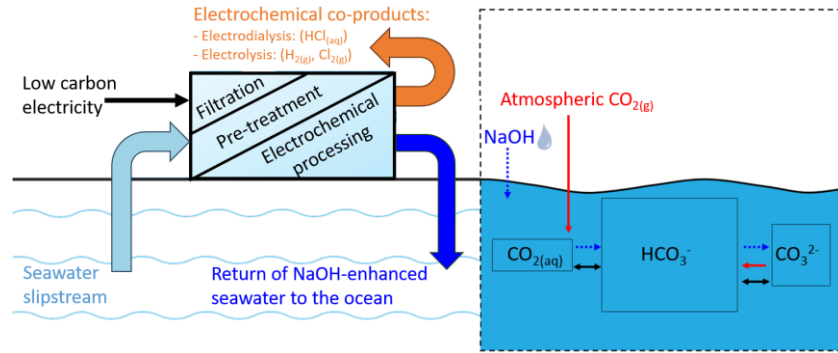 Electrochemical co-products:
- Electrodialysis: (HCl(aq))
- Electrolysis: (H2(g), Cl2(g))
Low carbon
electricity
Filtration
Pre-treatment
Electrochemical
processing
Seawater
slipstream
Return of NaOH-enhanced
seawater to the ocean
Atmospheric CO2(g)
NaOH
CO2(aq)
HCO3-
CO32-